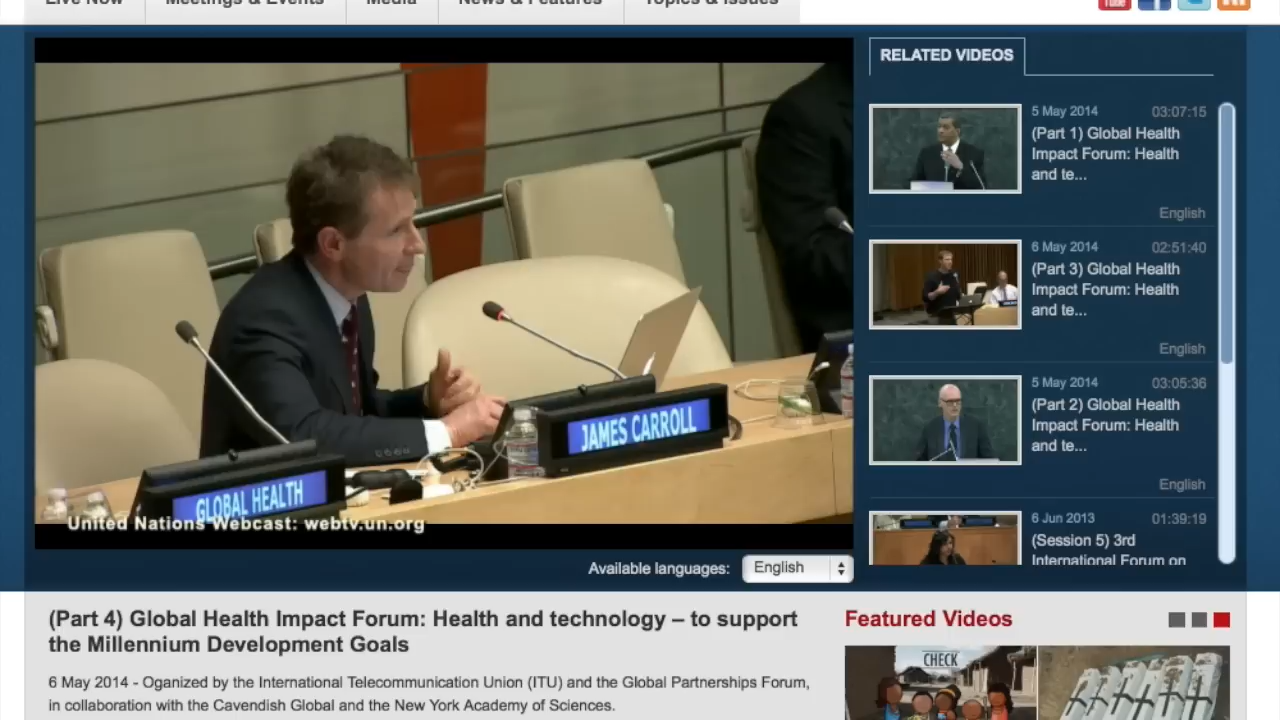 Live Now
Meetings & Events
Media
News & Features
Topics & Issues
Tube
RELATED VIDEOS
5 May 2014
03:07:15
(Part 1) Global Health
Impact Forum: Health
and te...
English
6 May 2014
02:51:40
(Part 3) Global Health
Impact Forum: Health
and te...
English
5 May 2014
03:05:36
(Part 2) Global Health
Impact Forum: Health
and te...
English
6 Jun 2013
01:39:19
(Session 5) 3rd
International Forum on
JAMES CARROLL
GLOBAL HEALTH
United Nations Webcast: webtv.un.org
Available languages:
English
(Part 4) Global Health Impact Forum: Health and technology – to support
the Millennium Development Goals
6 May 2014 - Oganized by the International Telecommunication Union (ITU) and the Global Partnerships Forum,
in collaboration with the Cavendish Global and the New York Academy of Sciences.
Featured Videos
CHECK